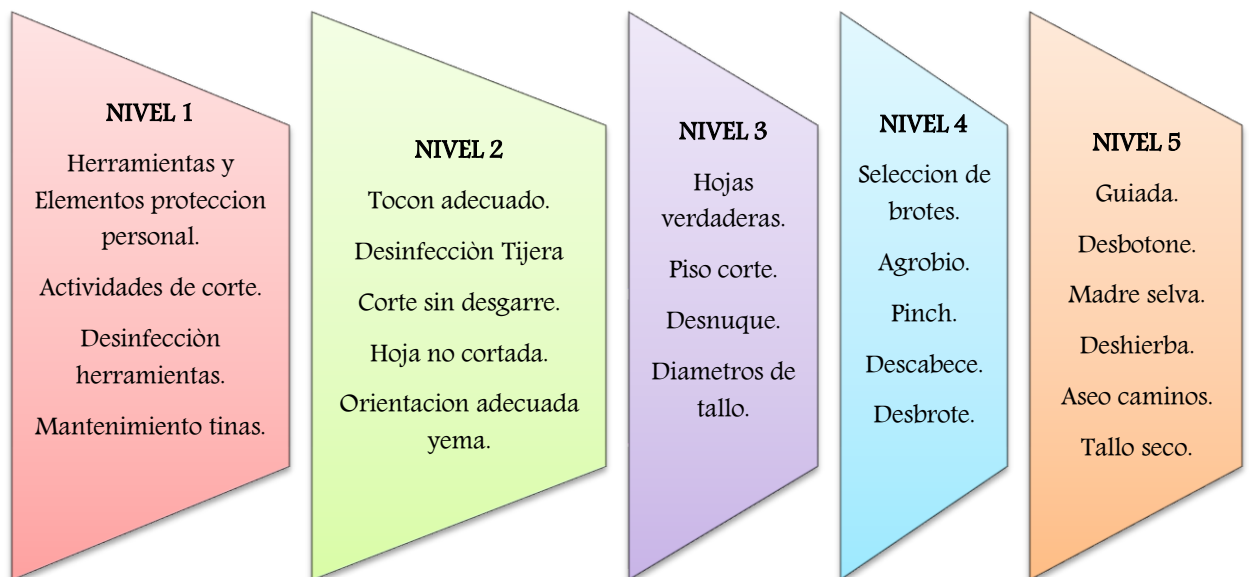 NIVEL 1
Herramientas y
Elementos proteccion
personal.
Actividades de corte.
Desinfecciòn
herramientas.
Mantenimiento tinas.
NIVEL 2
Tocon adecuado.
Desinfecciòn Tijera
Corte sin desgarre.
Hoja no cortada.
Orientacion adecuada
yema.
NIVEL 3
Hojas
verdaderas.
Piso corte.
Desnuque.
Diametros de
tallo.
NIVEL 4
Seleccion de
brotes.
Agrobio.
Pinch.
Descabece.
Desbrote.
NIVEL 5
Guiada.
Desbotone.
Madre selva.
Deshierba.
Aseo caminos.
Tallo seco.